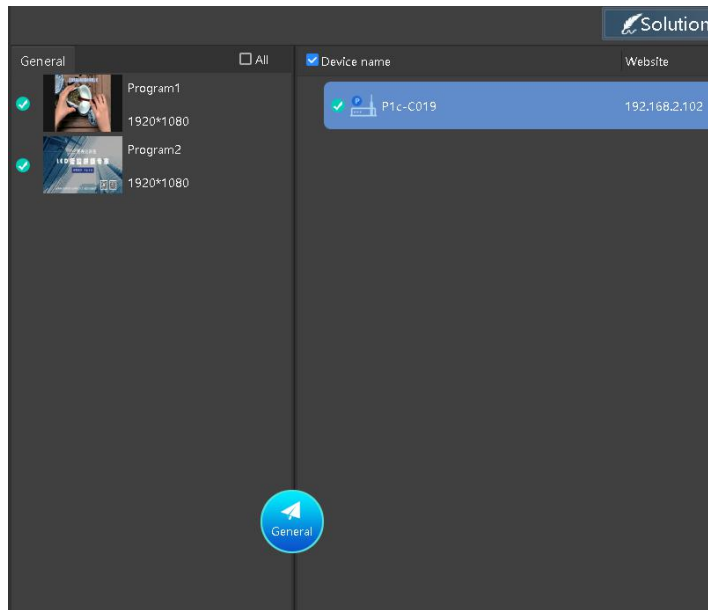 Solution
General
All
Device name
Website
Program1
1920*1080
P
P1c-C019
192.168.2.102
Program2
1920*1080
General